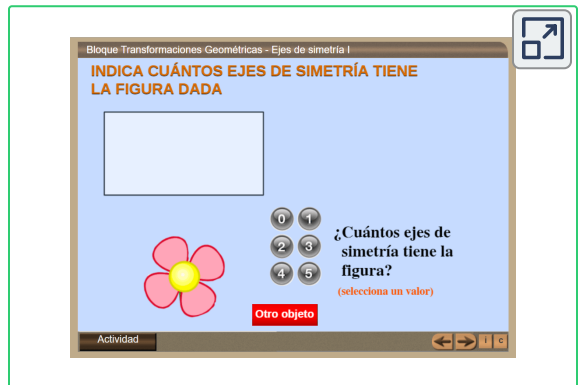 Bloque Transformaciones Geométricas - Ejes de simetría I
INDICA CUÁNTOS EJES DE SIMETRÍA TIENE
LA FIGURA DADA
0 1
2 3
4 5
¿Cuántos ejes de
simetría tiene la
figura?
(selecciona un valor)
Otro objeto
Actividad
i c